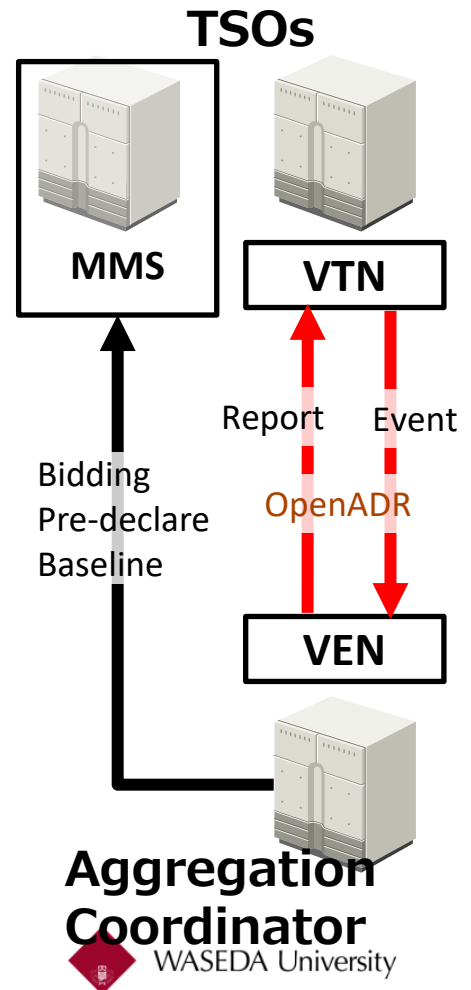 TSOs
MMS
VTN
Report
Event
Bidding
Pre-declare
Baseline
OpenADR
VEN
Aggregation
Coordinator
WASEDA University